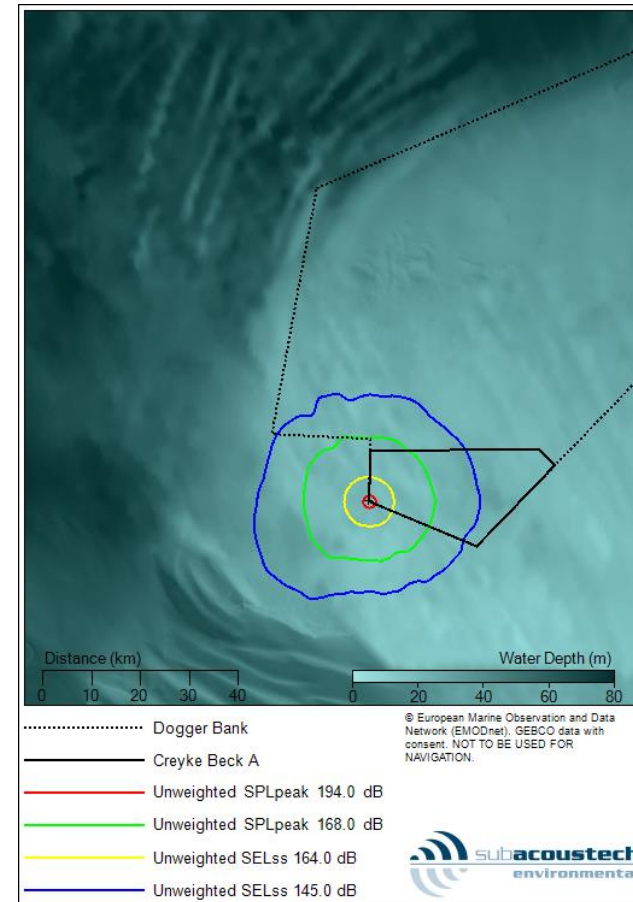 Distance (km)
0 10 20 30 40
Water Depth (m)
0 20 40 60 80
Dogger Bank
Creyke Beck A
Unweighted SPLpeak 194.0 dB
Unweighted SPLpeak 168.0 dB
Unweighted SELss 164.0 dB
Unweighted SELss 145.0 dB
© European Marine Observation and Data
Network (EMODnet). GEBCO data with
consent. NOT TO BE USED FOR
NAVIGATION.
subacoustech
environmental